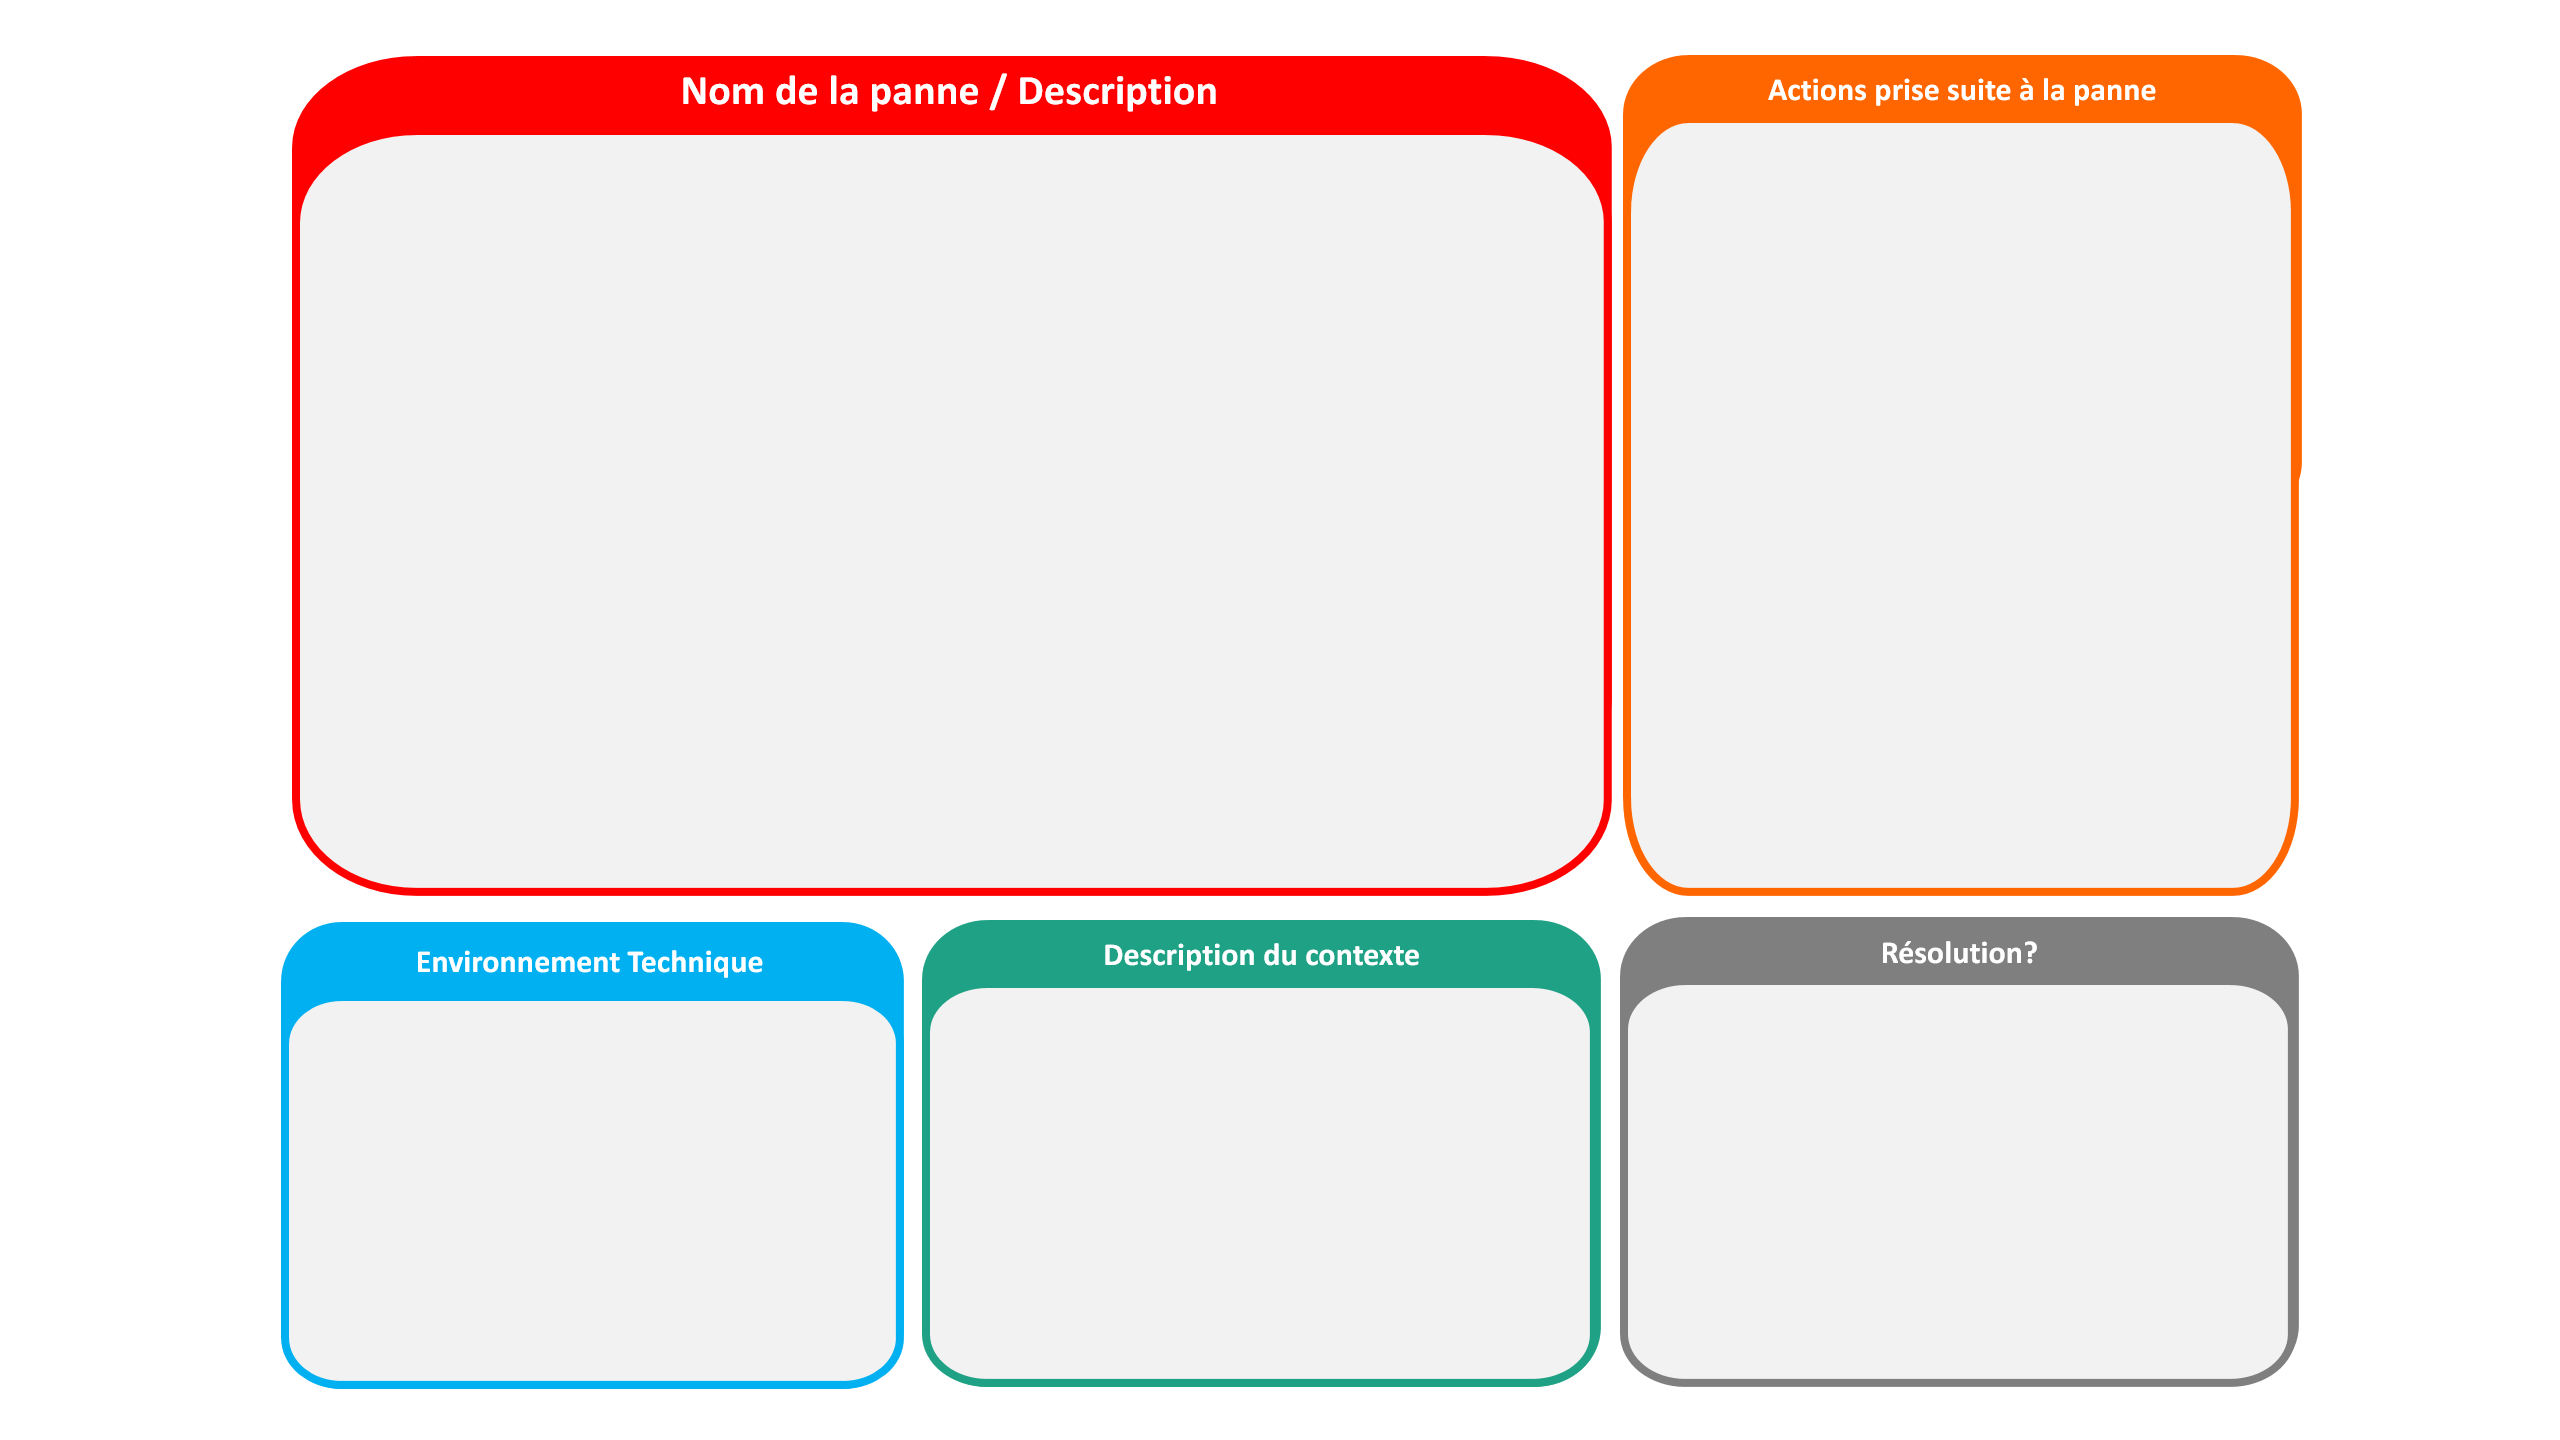 Nom de la panne / Description
Actions prise suite à la panne
Environnement Technique
Description du contexte
Résolution?